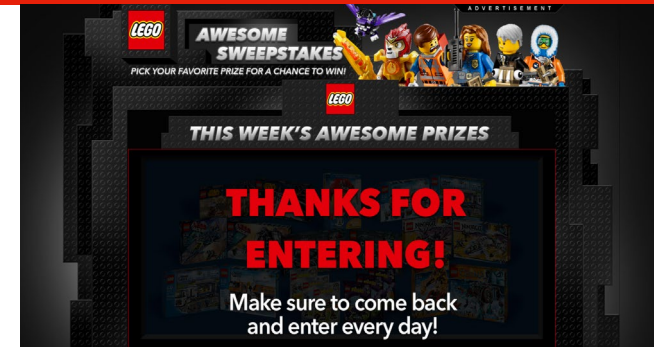 ADVERTISEMENT
LEGO
AWESOME
SWEEPSTAKES
PICK YOUR FAVORITE PRIZE FOR A CHANCE TO WIN!
LEGO
THIS WEEK'S AWESOME PRIZES
THANKS FOR
ENTERING!
Make sure to come back
and enter every day!